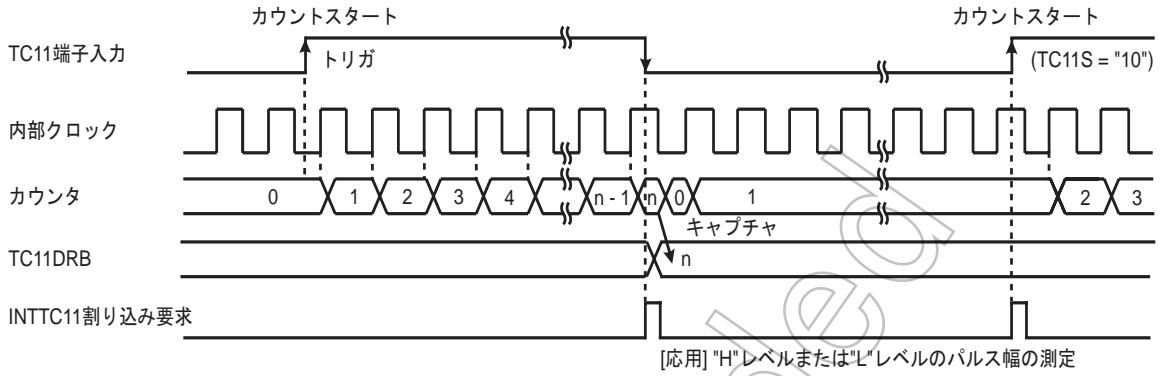 カウントスタート カウントスタート
TC11端子入力 トリガ (TC11S = "10")
内部クロック
カウンタ 0 1 2 3 4 n - 1 n 0 1 2 3
キャプチャ
TC11DRB n
INTTC11割り込み要求
[応用] "H"レベルまたは"L"レベルのパルス幅の測定